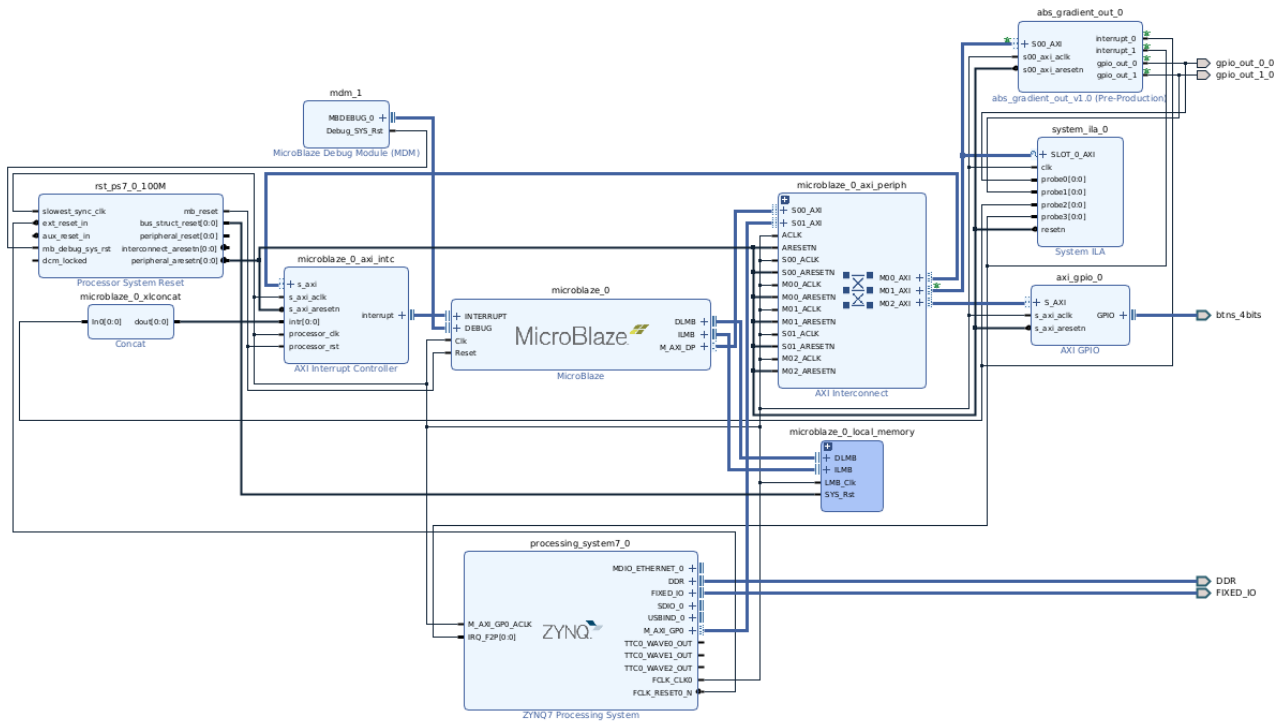 abs_gradient_out_0
S00_AXI
s00_axi_aclk
s00_axi_aresetn
interrupt_0
interrupt_1
gpio_out_0
gpio_out_1
abs_gradient_out_v1.0 (Pre-Production)
gpio_out_0_0
gpio_out_1_0
mdm_1
MBDEBUG_0
Debug_SYS_Rst
MicroBlaze Debug Module (MDM)
system_ila_0
SLOT_0_AXI
clk
probe0[0:0]
probe1[0:0]
probe2[0:0]
probe3[0:0]
resetn
System ILA
rst_ps7_0_100M
slowest_sync_clk
ext_reset_in
aux_reset_in
mb_debug_sys_rst
dcm_locked
mb_reset
bus_struct_reset[0:0]
peripheral_reset[0:0]
interconnect_aresetn[0:0]
peripheral_aresetn[0:0]
Processor System Reset
microblaze_0_axi_periph
S00_AXI
S01_AXI
ACLK
ARESETN
S00_ACLK
S00_ARESETN
M00_ACLK
M00_ARESETN
M01_ACLK
M01_ARESETN
S01_ACLK
S01_ARESETN
M02_ACLK
M02_ARESETN
M00_AXI
M01_AXI
M02_AXI
AXI Interconnect
microblaze_0_axi_intc
s_axi
s_axi_aclk
s_axi_aresetn
intr[0:0]
processor_clk
processor_rst
interrupt
AXI Interrupt Controller
microblaze_0_xlconcat
In0[0:0]
dout[0:0]
Concat
microblaze_0
INTERRUPT
DEBUG
Clk
Reset
MicroBlaze
DLMB
ILMB
M_AXI_DP
MicroBlaze
axi_gpio_0
S_AXI
s_axi_aclk
s_axi_aresetn
GPIO
AXI GPIO
btns_4bits
microblaze_0_local_memory
DLMB
ILMB
LMB_Clk
SYS_Rst
processing_system7_0
M_AXI_GP0_ACLK
IRQ_F2P[0:0]
ZYNQ
MDIO_ETHERNET_0
DDR
FIXED_IO
SDIO_0
USBIND_0
M_AXI_GP0
TTC0_WAVE0_OUT
TTC0_WAVE1_OUT
TTC0_WAVE2_OUT
FCLK_CLK0
FCLK_RESET0_N
ZYNQ7 Processing System
DDR
FIXED_IO